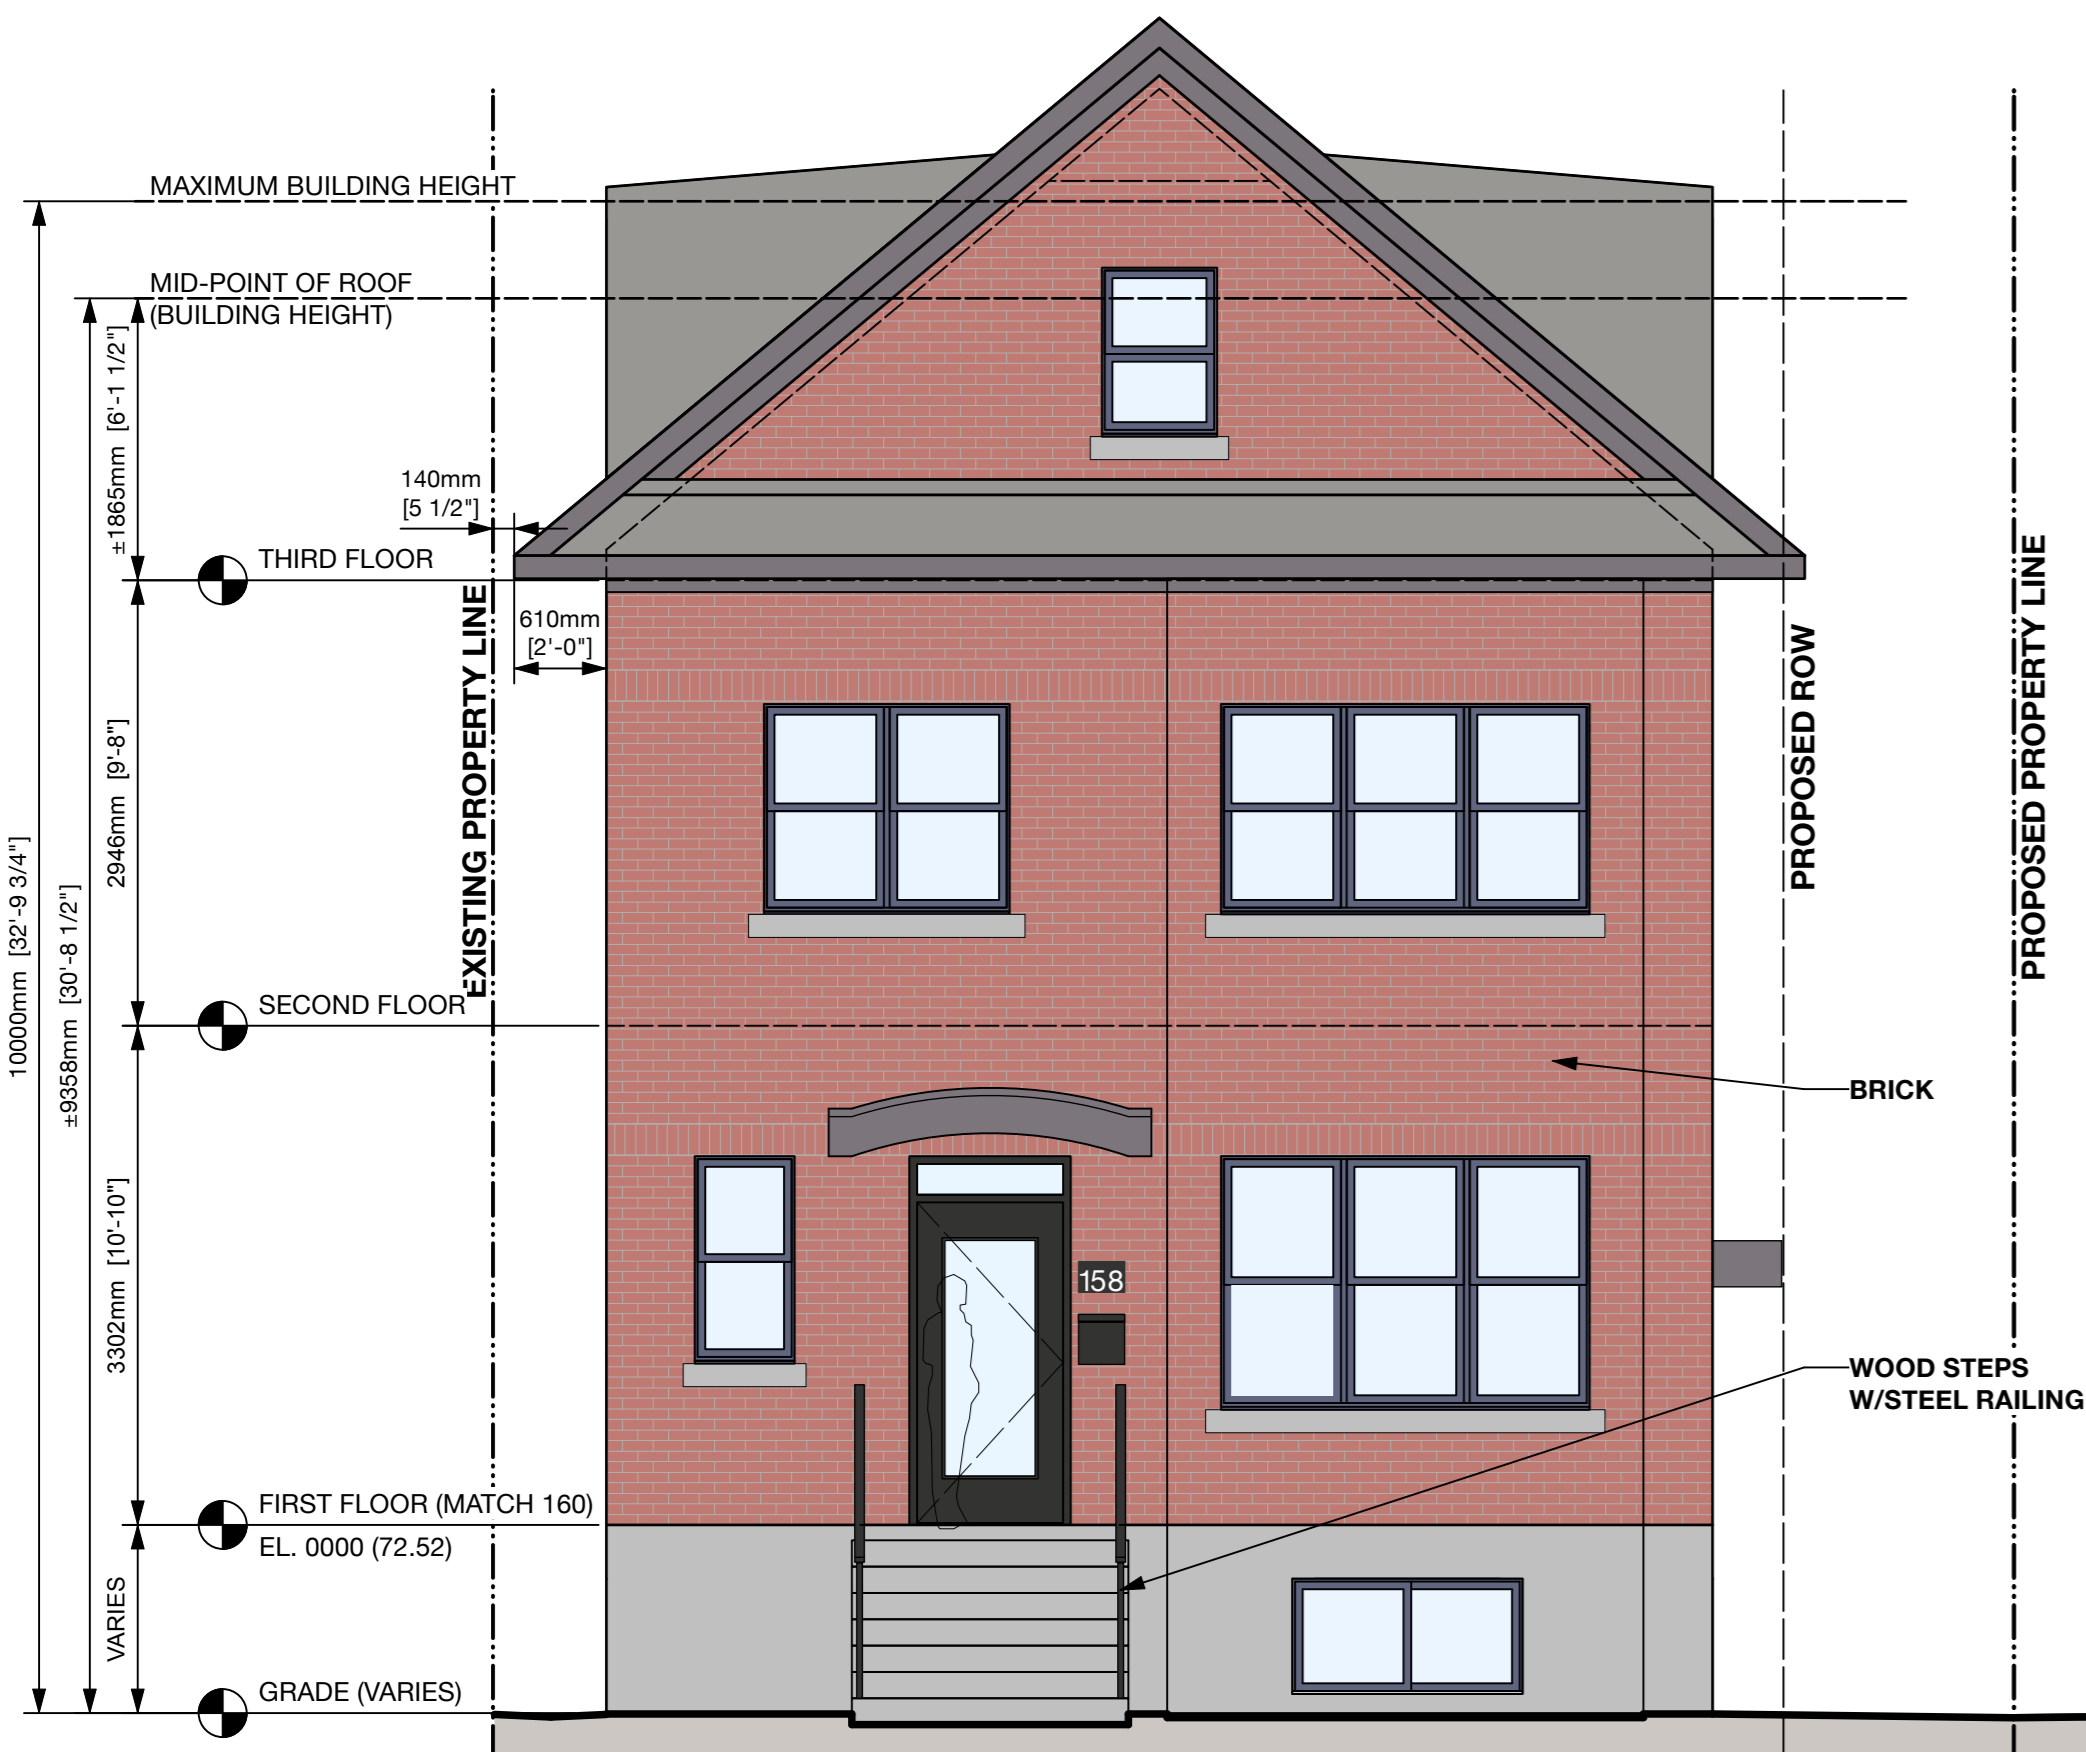 MAXIMUM BUILDING HEIGHT
MID-POINT OF ROOF
(BUILDING HEIGHT)
±1865mm [6'-1 1/2"]
140mm
[5 1/2"]
THIRD FLOOR
610mm
[2'-0"]
EXISTING PROPERTY LINE
PROPOSED ROW
PROPOSED PROPERTY LINE
2946mm [9'-8"]
10000mm [32'-9 3/4"]
±9358mm [30'-8 1/2"]
SECOND FLOOR
BRICK
3302mm [10'-10"]
158
WOOD STEPS
W/STEEL RAILING
FIRST FLOOR (MATCH 160)
EL. 0000 (72.52)
VARIES
GRADE (VARIES)